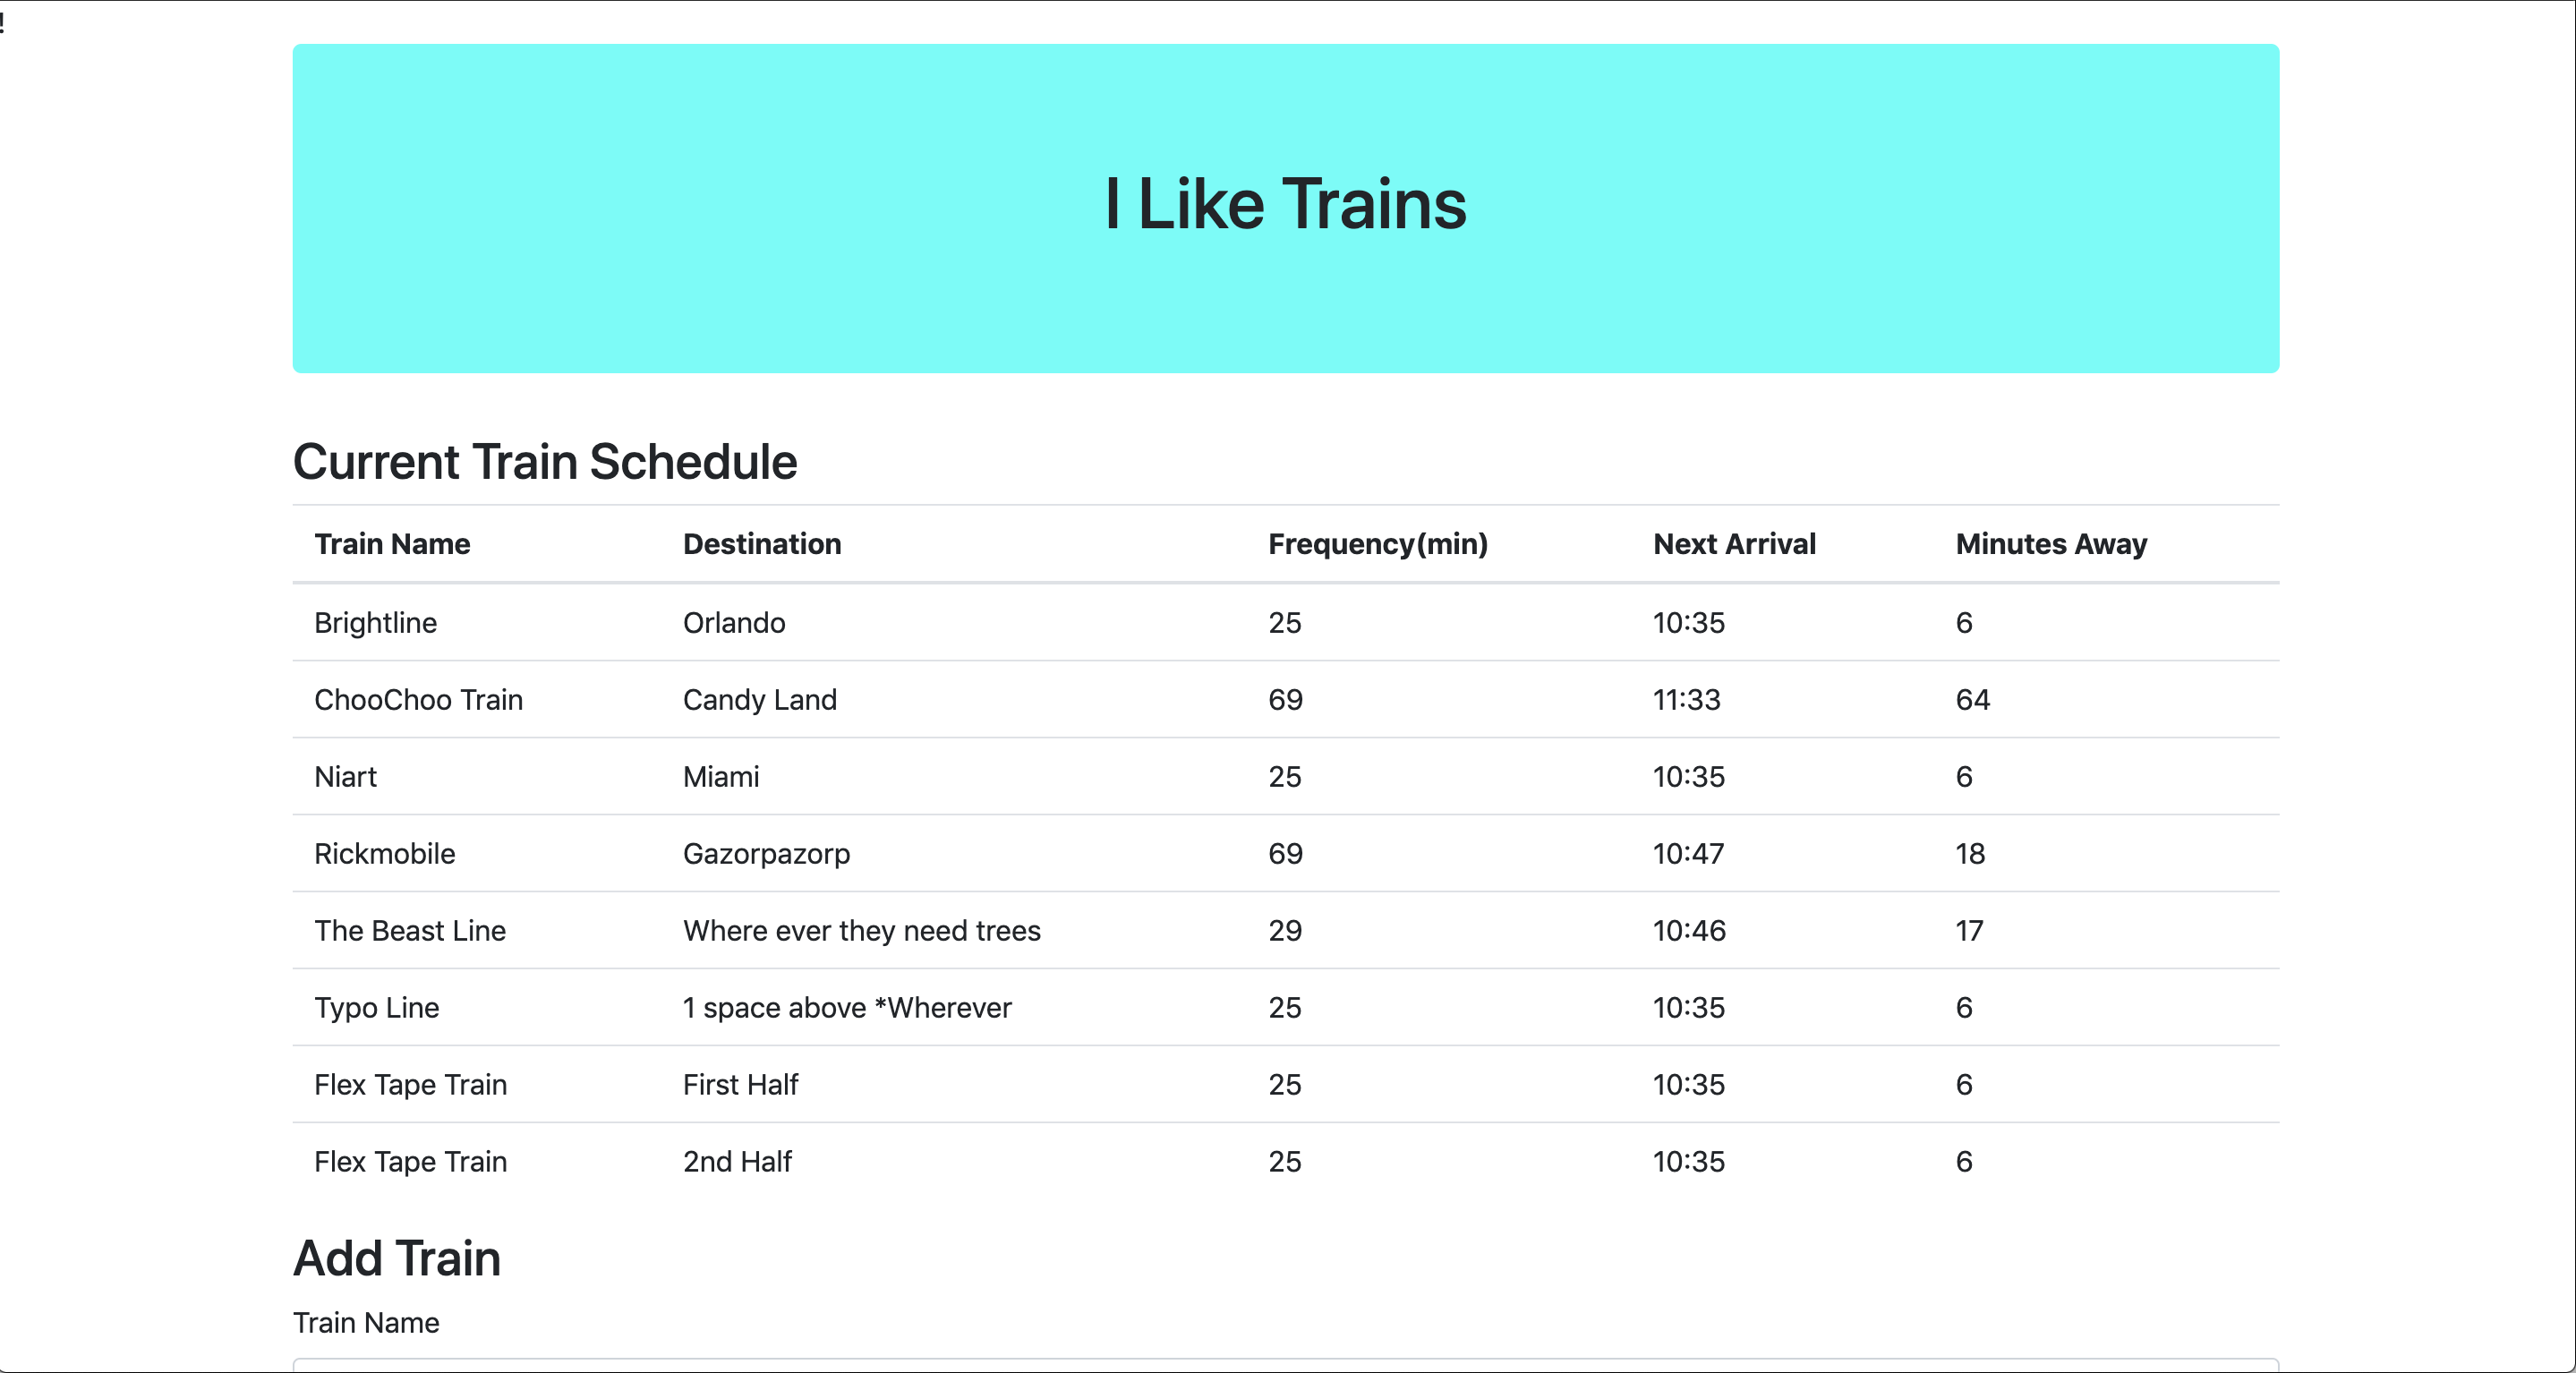 !
I Like Trains
Current Train Schedule
Train Name Destination Frequency(min) Next Arrival Minutes Away
Brightline Orlando 25 10:35 6
ChooChoo Train Candy Land 69 11:33 64
Niart Miami 25 10:35 6
Rickmobile Gazorpazorp 69 10:47 18
The Beast Line Where ever they need trees 29 10:46 17
Typo Line 1 space above *Wherever 25 10:35 6
Flex Tape Train First Half 25 10:35 6
Flex Tape Train 2nd Half 25 10:35 6
Add Train
Train Name